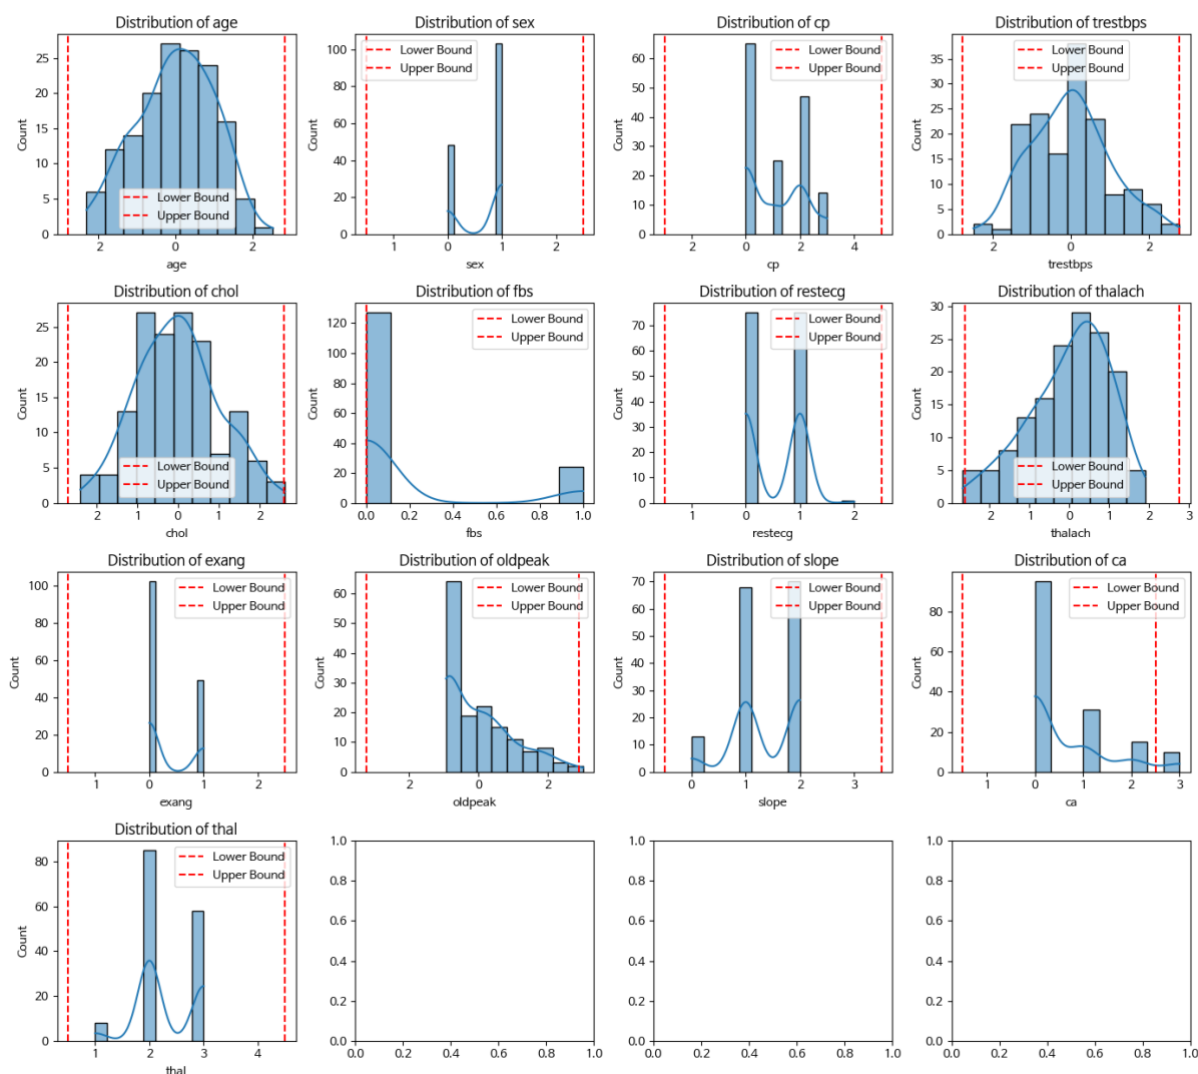 Distribution of age
Count
25
20
15
10
5
0
Lower Bound
Upper Bound
2 0 2
age
Distribution of sex
Count
100
80
60
40
20
0
Lower Bound
Upper Bound
1 0 1 2
sex
Distribution of cp
Count
60
50
40
30
20
10
0
Lower Bound
Upper Bound
2 0 2 4
cp
Distribution of trestbps
Count
35
30
25
20
15
10
5
0
Lower Bound
Upper Bound
2 0 2
trestbps
Distribution of chol
Count
25
20
15
10
5
0
Lower Bound
Upper Bound
2 1 0 1 2
chol
Distribution of fbs
Count
120
100
80
60
40
20
0
Lower Bound
Upper Bound
0.0 0.2 0.4 0.6 0.8 1.0
fbs
Distribution of restecg
Count
70
60
50
40
30
20
10
0
Lower Bound
Upper Bound
1 0 1 2
restecg
Distribution of thalach
Count
30
25
20
15
10
5
0
Lower Bound
Upper Bound
2 1 0 1 2 3
thalach
Distribution of exang
Count
100
80
60
40
20
0
Lower Bound
Upper Bound
1 0 1 2
exang
Distribution of oldpeak
Count
60
50
40
30
20
10
0
Lower Bound
Upper Bound
2 0 2
oldpeak
Distribution of slope
Count
70
60
50
40
30
20
10
0
Lower Bound
Upper Bound
0 1 2 3
slope
Distribution of ca
Count
80
60
40
20
0
Lower Bound
Upper Bound
1 0 1 2 3
ca
Distribution of thal
Count
80
60
40
20
0
Lower Bound
Upper Bound
1 2 3 4
thal
1.0
0.8
0.6
0.4
0.2
0.0
0.0 0.2 0.4 0.6 0.8 1.0
1.0
0.8
0.6
0.4
0.2
0.0
0.0 0.2 0.4 0.6 0.8 1.0
1.0
0.8
0.6
0.4
0.2
0.0
0.0 0.2 0.4 0.6 0.8 1.0